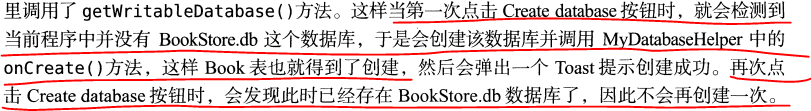 里调用了 getWritableDatabase()方法。这样当第一次点击 Create database 按钮时，就会检测到
当前程序中并没有 BookStore.db 这个数据库，于是会创建该数据库并调用 MyDatabaseHelper 中的
onCreate()方法，这样 Book 表也就得到了创建，然后会弹出一个 Toast 提示创建成功。再次点
击 Create database 按钮时，会发现此时已经存在 BookStore.db 数据库了，因此不会再创建一次。